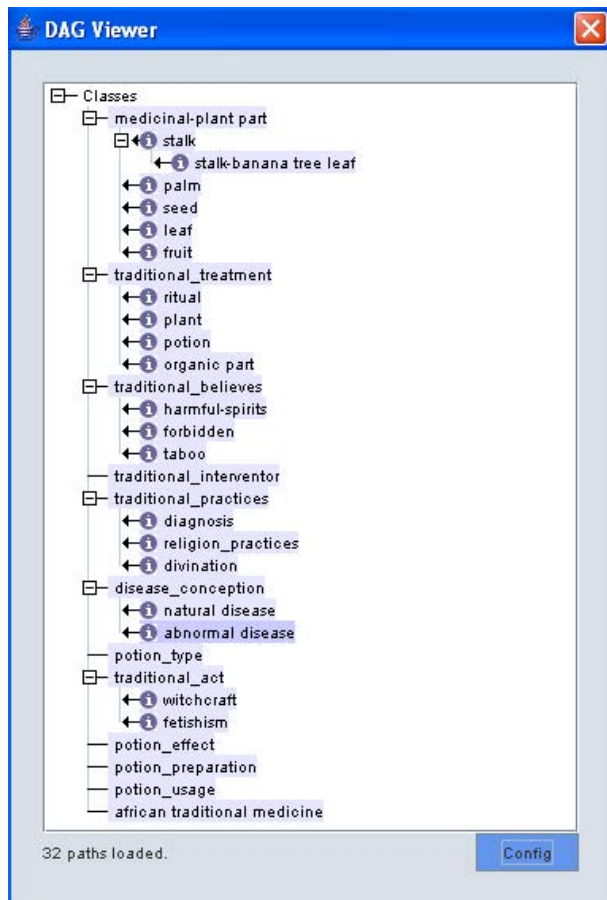 DAG Viewer
Classes
medicinal-plant part
stalk
stalk-banana tree leaf
palm
seed
leaf
fruit
traditional_treatment
ritual
plant
potion
organic part
traditional_believes
harmful-spirits
forbidden
taboo
traditional_interventor
traditional_practices
diagnosis
religion_practices
divination
disease_conception
natural disease
abnormal disease
potion_type
traditional_act
witchcraft
fetishism
potion_effect
potion_preparation
potion_usage
african traditional medicine
32 paths loaded. Config